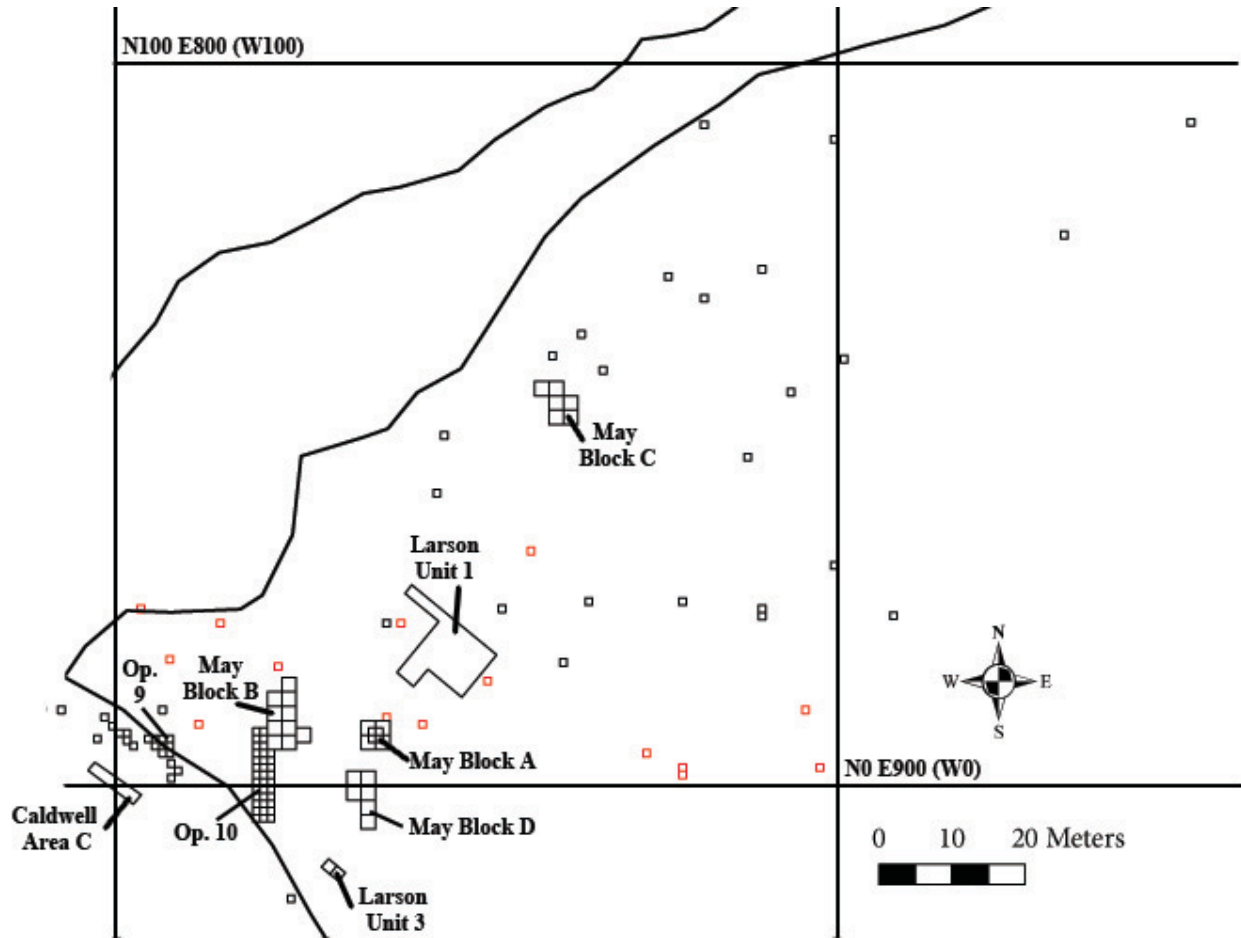 N100 E800 (W100)
May
Block C
Larson
Unit 1
Op.
9
May
Block B
N
W
E
S
May Block A
N0 E900 (W0)
Caldwell
Area C
Op. 10
May Block D
0 10 20 Meters
Larson
Unit 3